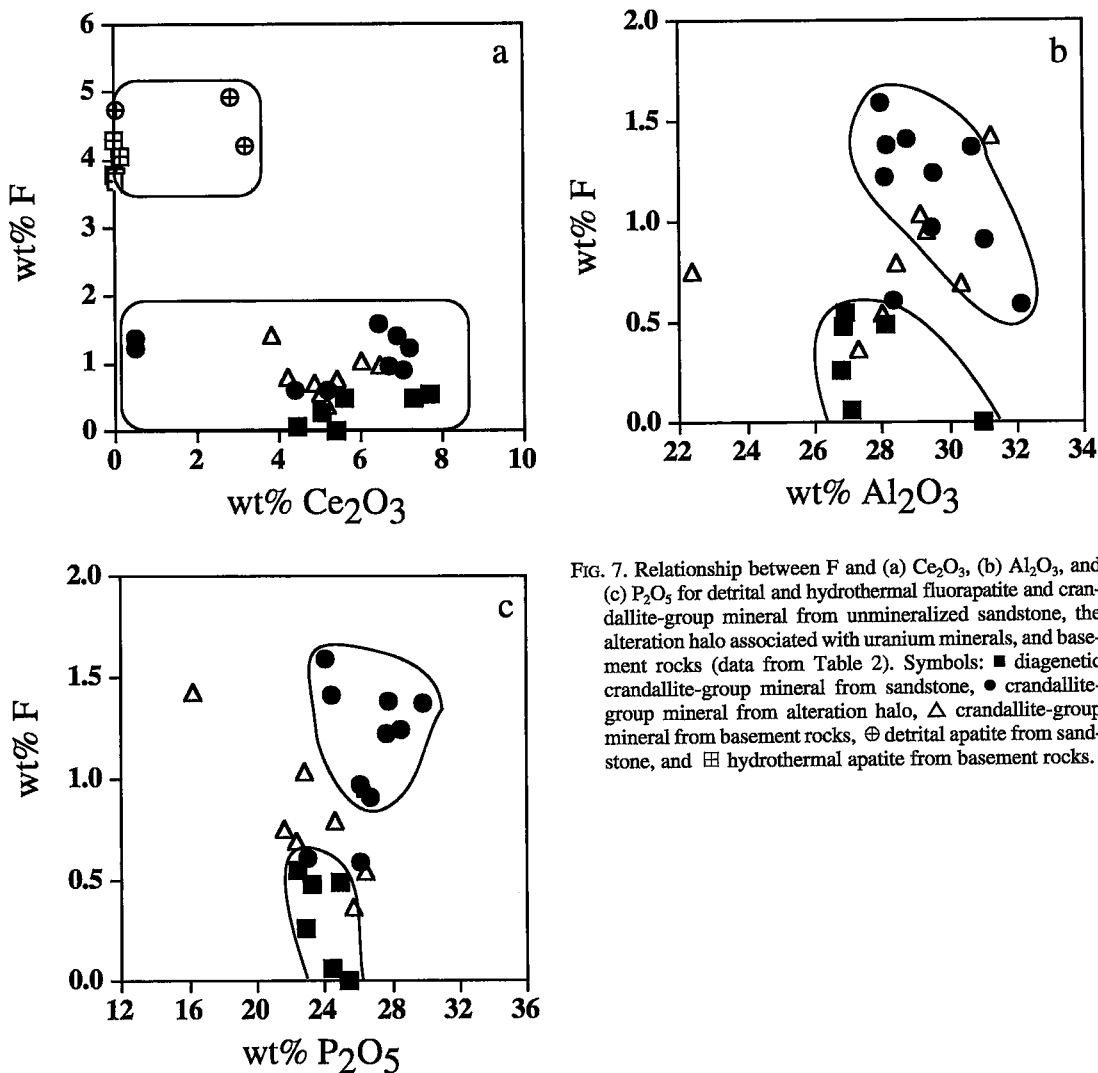 a
6
5
4
3
2
1
0
wt% F
0 2 4 6 8 10
wt% Ce₂O₃
b
2.0
1.5
1.0
0.5
0.0
wt% F
22 24 26 28 30 32 34
wt% Al₂O₃
c
2.0
1.5
1.0
0.5
0.0
wt% F
12 16 20 24 28 32 36
wt% P₂O₅
FIG. 7. Relationship between F and (a) Ce₂O₃, (b) Al₂O₃, and
(c) P₂O₅ for detrital and hydrothermal fluorapatite and cran-
dallite-group mineral from unmineralized sandstone, the
alteration halo associated with uranium minerals, and base-
ment rocks (data from Table 2). Symbols: ■ diagenetic
crandallite-group mineral from sandstone, ● crandallite-
group mineral from alteration halo, △ crandallite-group
mineral from basement rocks, ⊕ detrital apatite from sand-
stone, and ⊞ hydrothermal apatite from basement rocks.